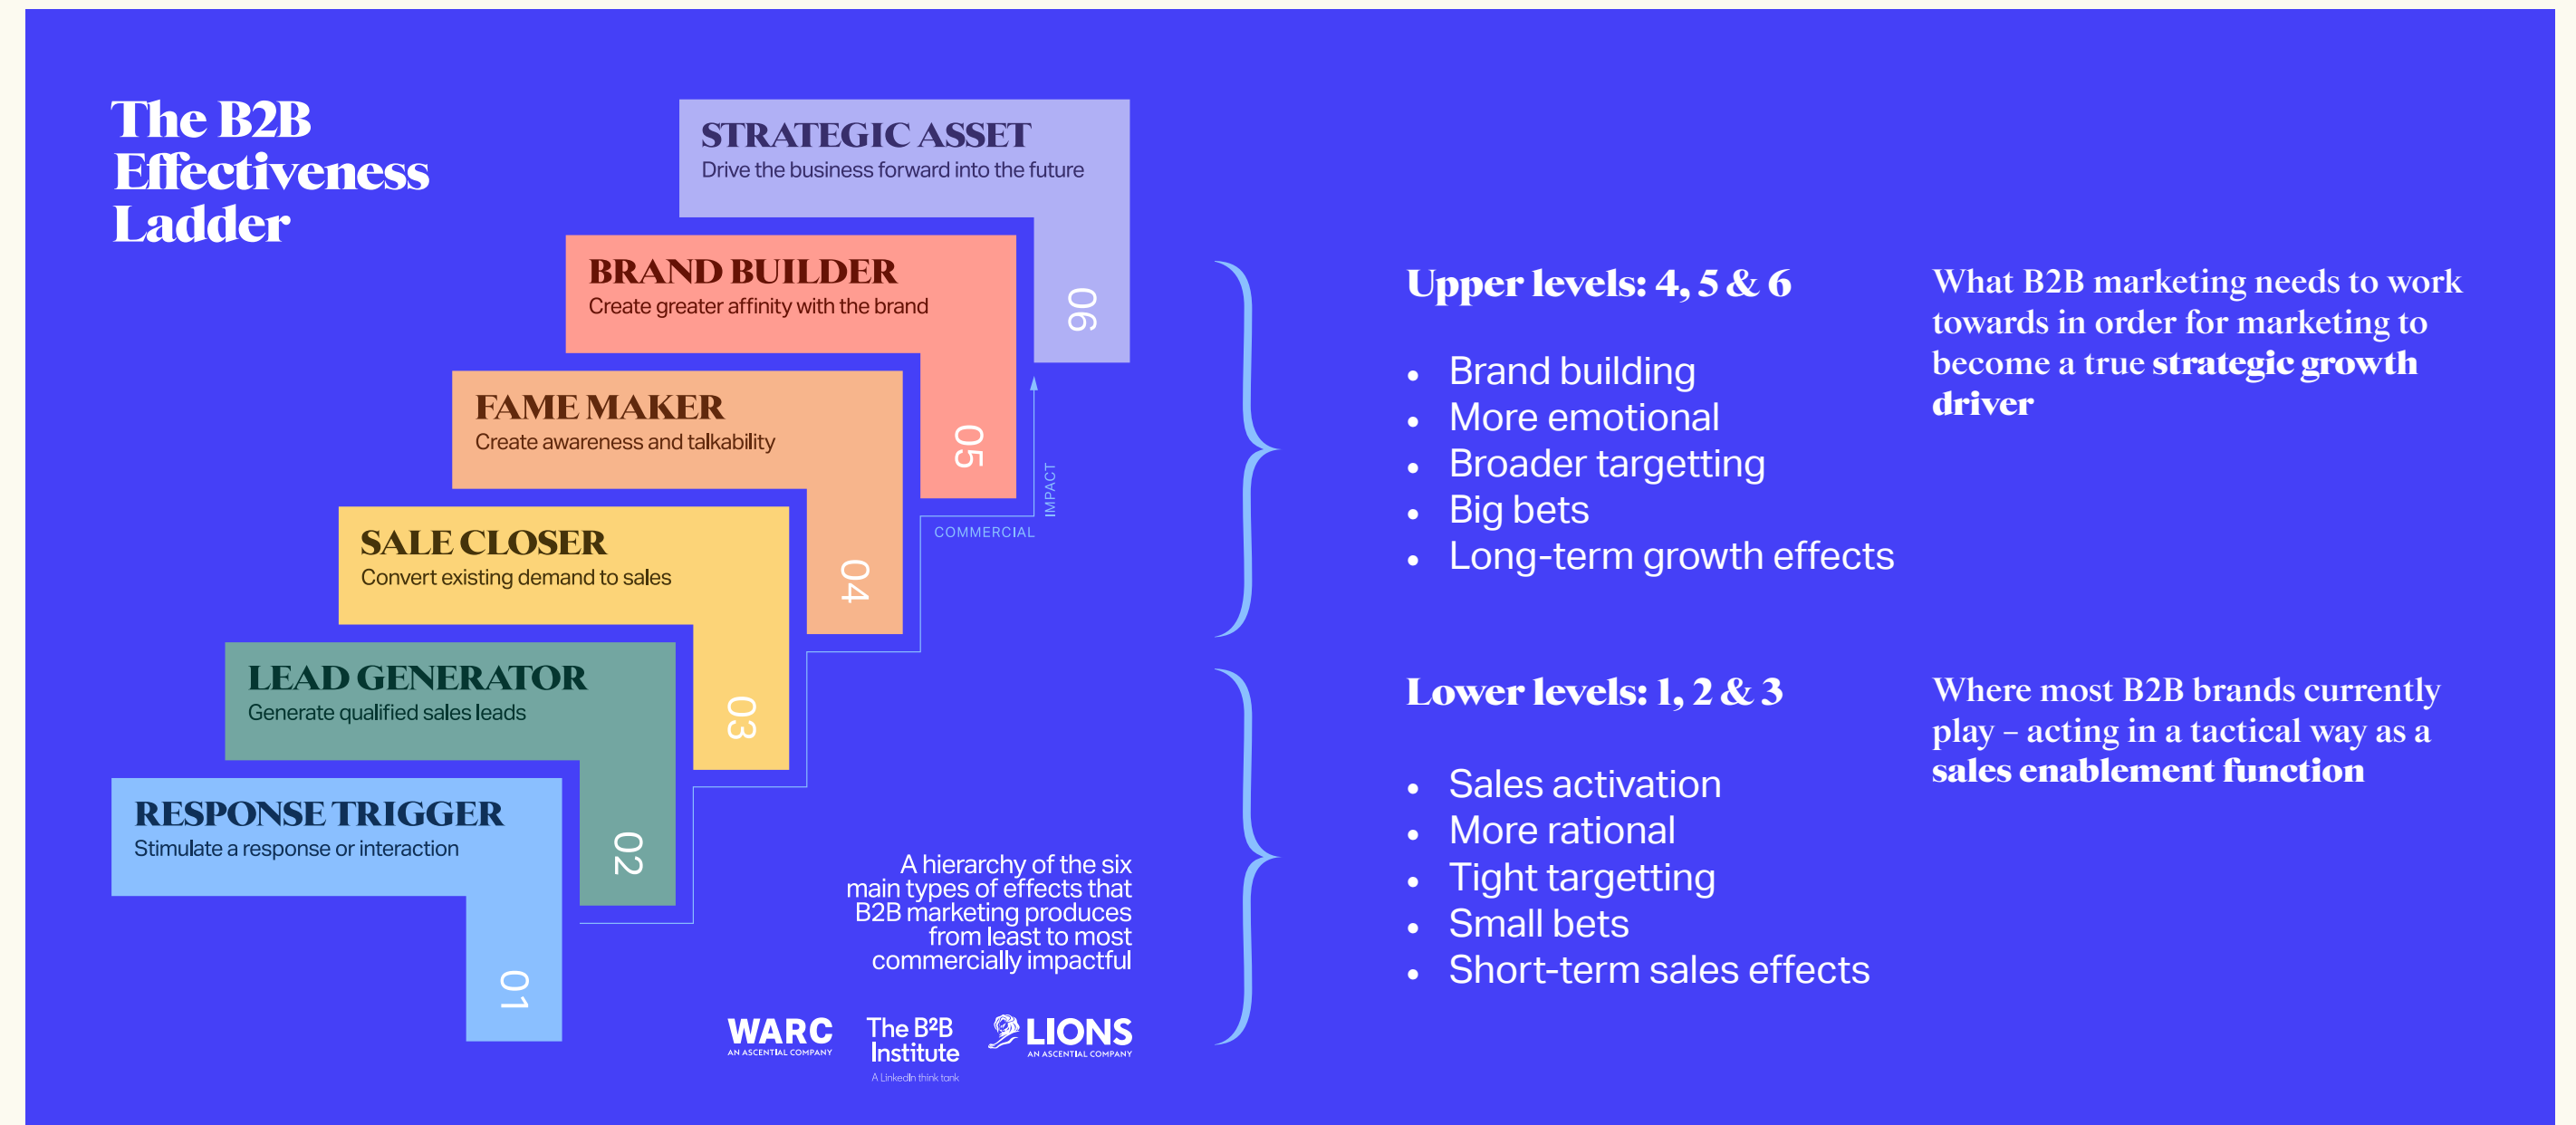 The B2B
Effectiveness
Ladder
STRATEGIC ASSET
Drive the business forward into the future
06
BRAND BUILDER
Create greater affinity with the brand
05
FAME MAKER
Create awareness and talkability
04
SALE CLOSER
Convert existing demand to sales
03
LEAD GENERATOR
Generate qualified sales leads
02
RESPONSE TRIGGER
Stimulate a response or interaction
01
COMMERCIAL
IMPACT
A hierarchy of the six
main types of effects that
B2B marketing produces
from least to most
commercially impactful
WARC
AN ASCENTIAL COMPANY
The B²B
Institute
A LinkedIn think tank
LIONS
AN ASCENTIAL COMPANY
Upper levels: 4, 5 & 6
• Brand building
• More emotional
• Broader targetting
• Big bets
• Long-term growth effects
What B2B marketing needs to work
towards in order for marketing to
become a true strategic growth
driver
Lower levels: 1, 2 & 3
• Sales activation
• More rational
• Tight targetting
• Small bets
• Short-term sales effects
Where most B2B brands currently
play – acting in a tactical way as a
sales enablement function